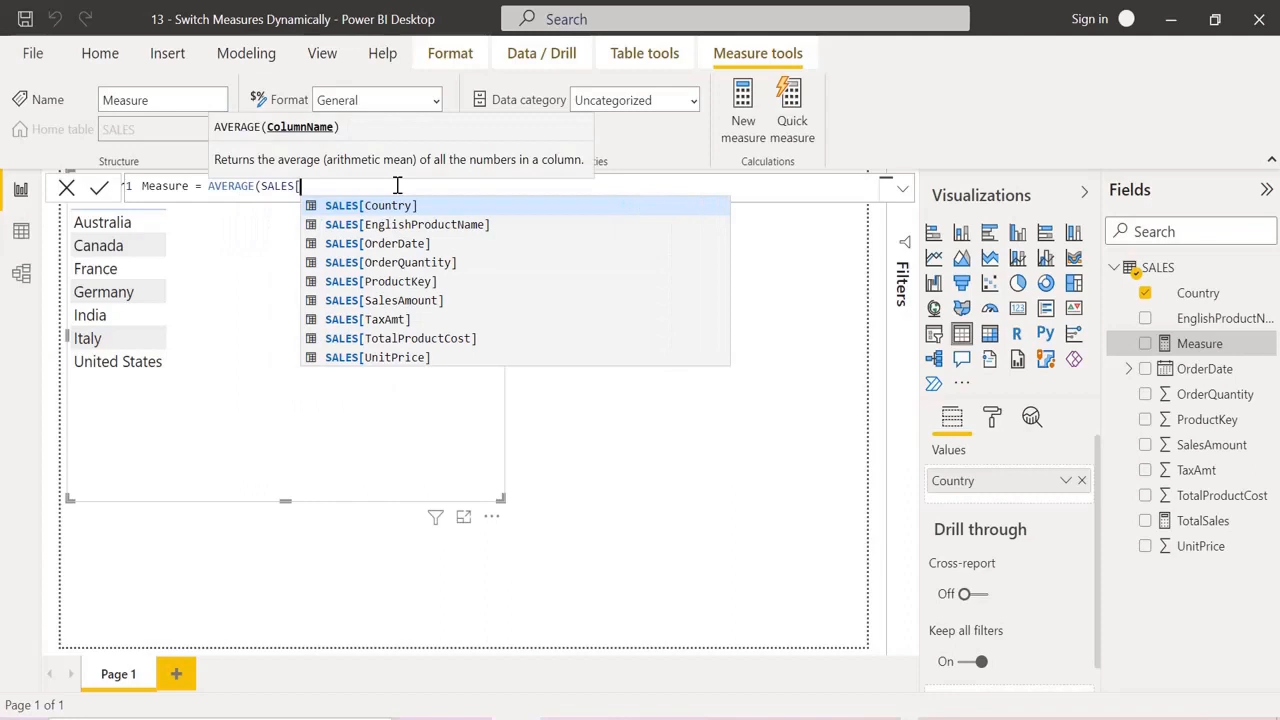 13 - Switch Measures Dynamically - Power BI Desktop
Search
Sign in
File
Home
Insert
Modeling
View
Help
Format
Data / Drill
Table tools
Measure tools
Name
Measure
$% Format
General
Data category
Uncategorized
New measure
Quick measure
Home table
SALES
AVERAGE(ColumnName)
Returns the average (arithmetic mean) of all the numbers in a column.
Structure
Calculations
1 Measure = AVERAGE(SALES[
SALES[Country]
SALES[EnglishProductName]
SALES[OrderDate]
SALES[OrderQuantity]
SALES[ProductKey]
SALES[SalesAmount]
SALES[TaxAmt]
SALES[TotalProductCost]
SALES[UnitPrice]
Australia
Canada
France
Germany
India
Italy
United States
Filters
Visualizations
R
Py
Values
Country
Drill through
Cross-report
Off
Keep all filters
On
Fields
Search
SALES
Country
EnglishProductN...
Measure
OrderDate
OrderQuantity
ProductKey
SalesAmount
TaxAmt
TotalProductCost
TotalSales
UnitPrice
Page 1
Page 1 of 1